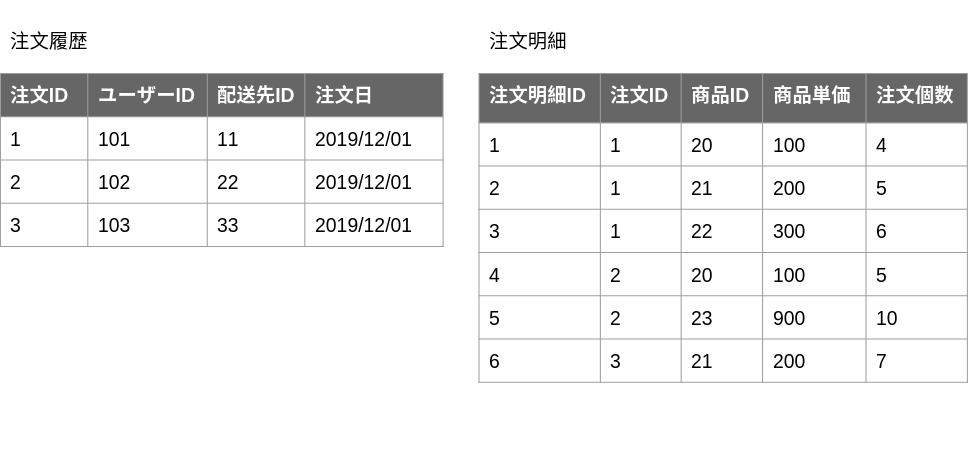 注文履歴
注文ID ユーザーID 配送先ID 注文日
1 101 11 2019/12/01
2 102 22 2019/12/01
3 103 33 2019/12/01
注文明細
注文明細ID 注文ID 商品ID 商品単価 注文個数
1 1 20 100 4
2 1 21 200 5
3 1 22 300 6
4 2 20 100 5
5 2 23 900 10
6 3 21 200 7